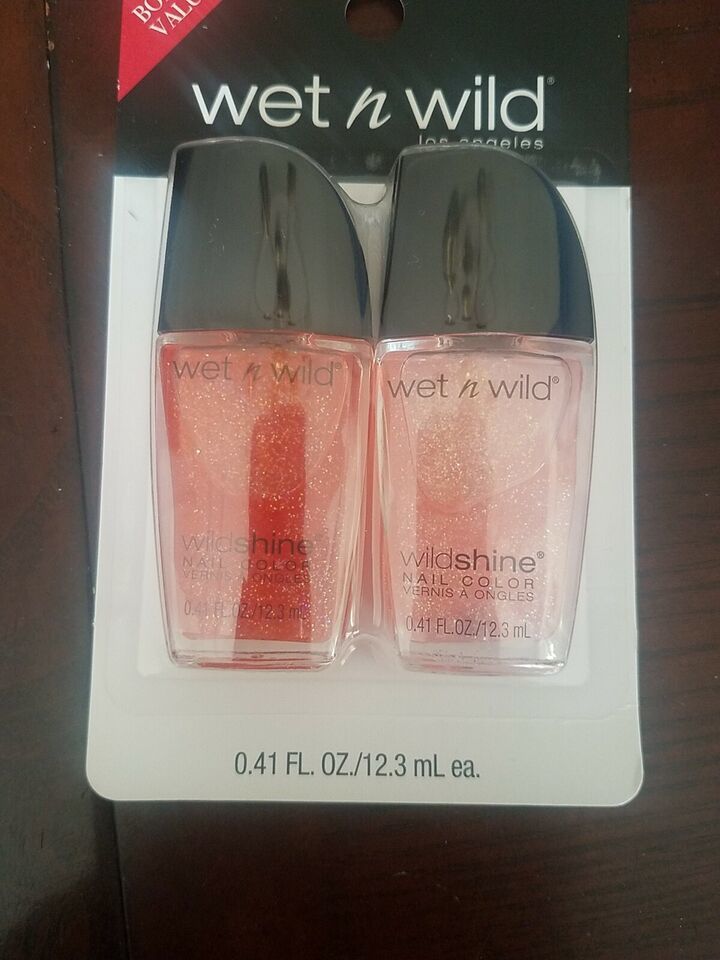 wet n wild®
los angeles
wet n wild®
wildshine®
NAIL COLOR
VERNIS À ONGLES
0.41 FL.OZ./12.3 mL
wet n wild®
wildshine®
NAIL COLOR
VERNIS À ONGLES
0.41 FL.OZ./12.3 mL
0.41 FL. OZ./12.3 mL ea.